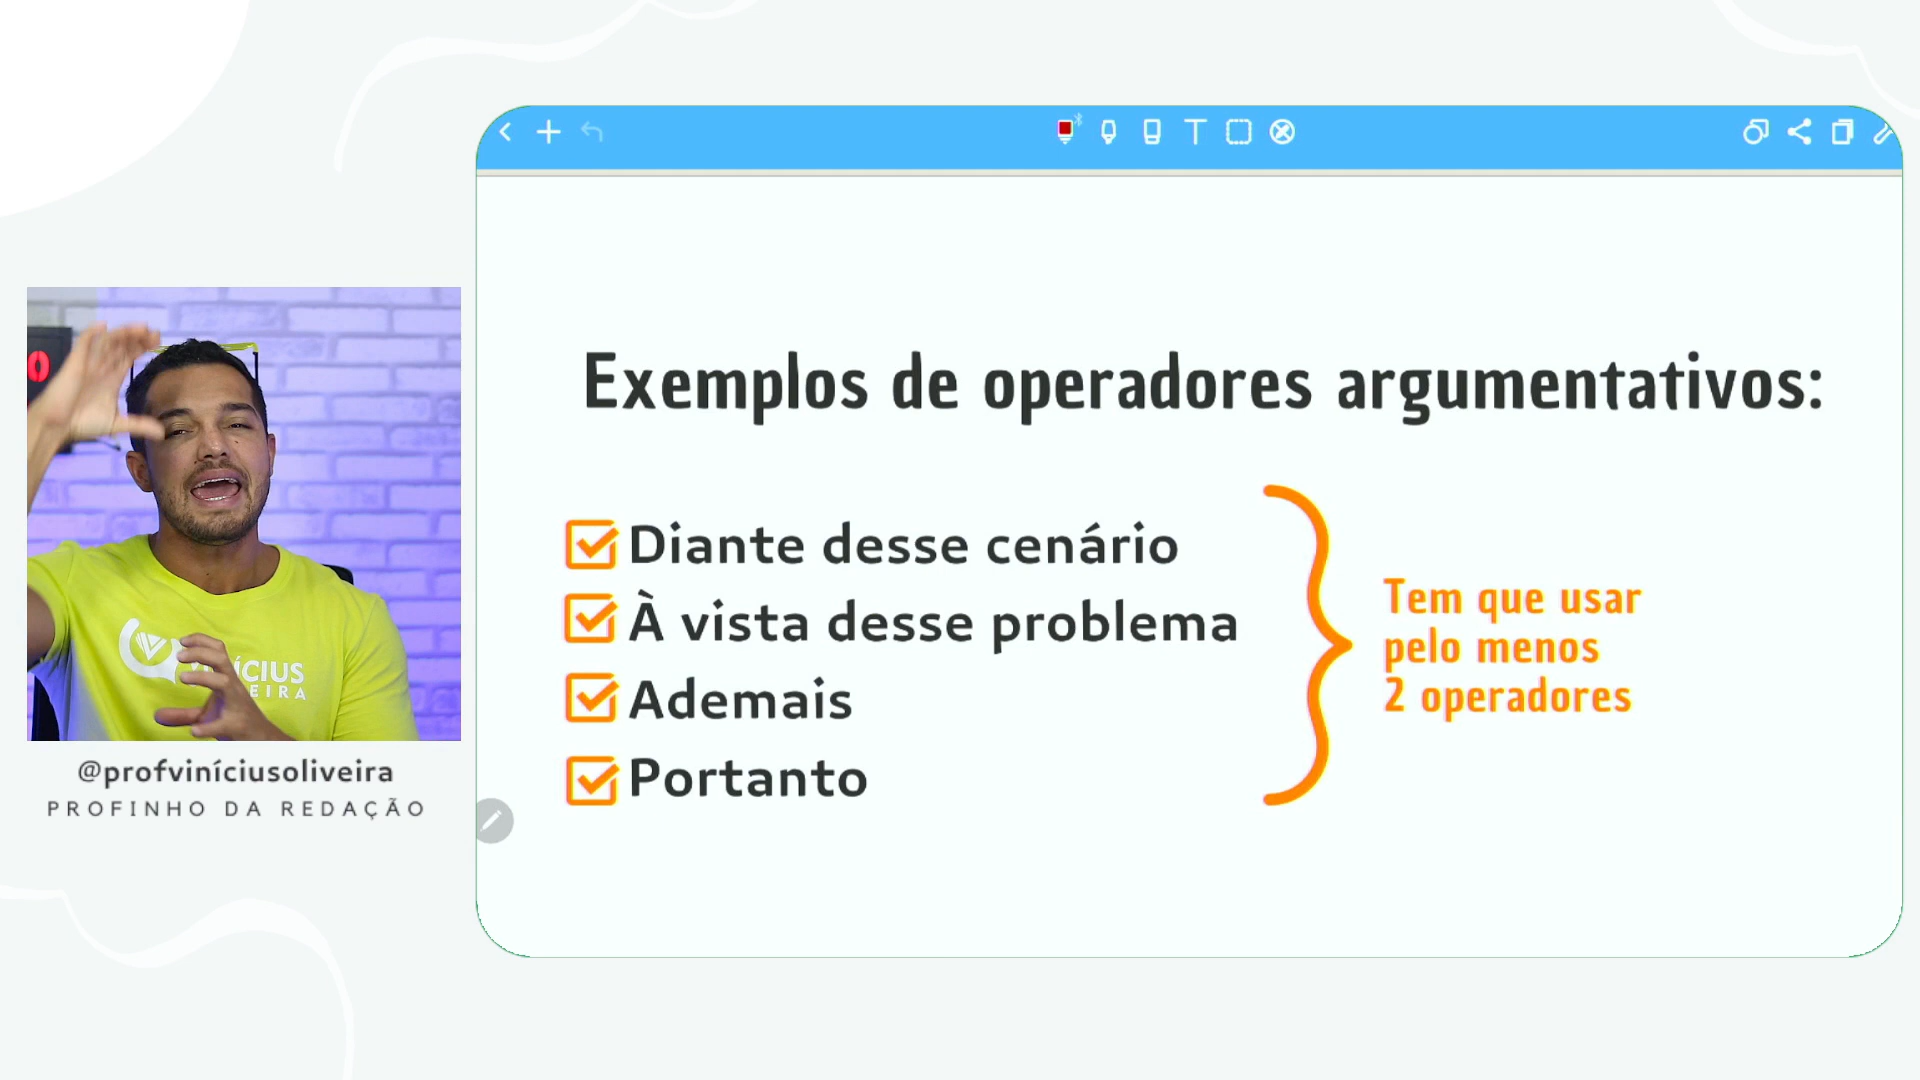 Exemplos de operadores argumentativos:
Diante desse cenário
À vista desse problema
Ademais
Portanto
Tem que usar
pelo menos
2 operadores
0
@profviníciusoliveira
PROFINHO DA REDAÇÃO